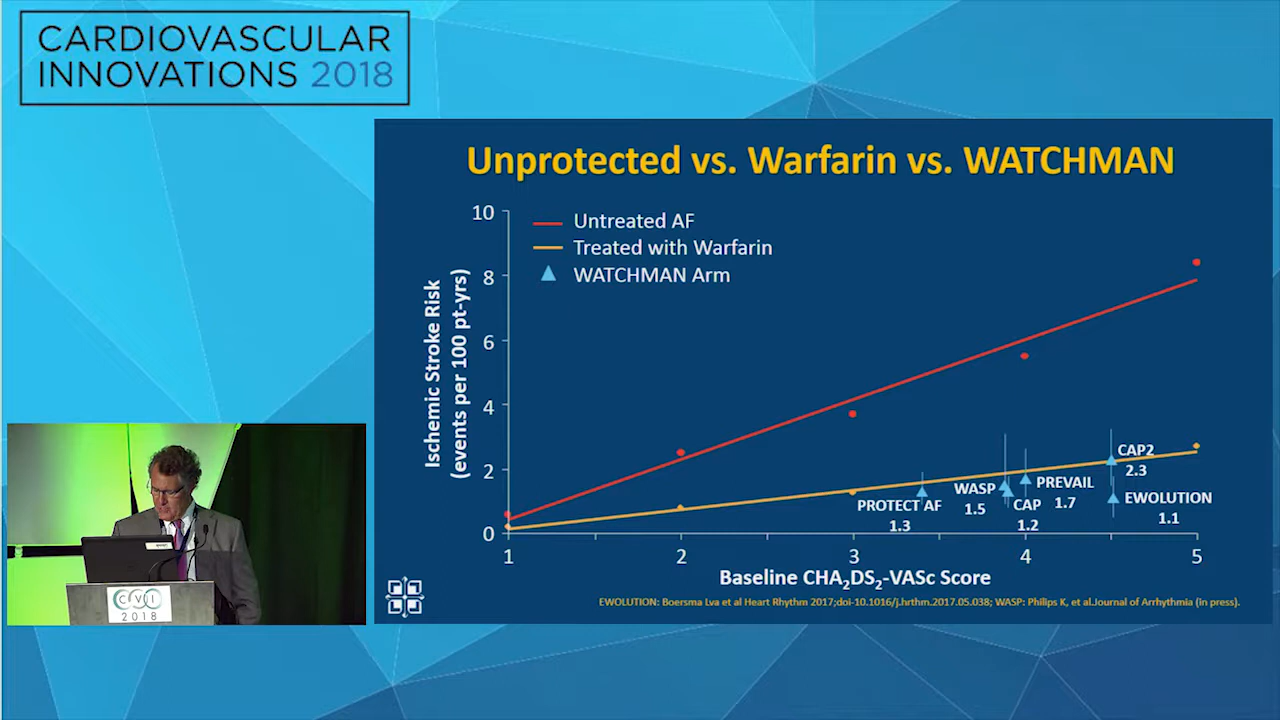 CARDIOVASCULAR
INNOVATIONS 2018
Unprotected vs. Warfarin vs. WATCHMAN
Untreated AF
Treated with Warfarin
WATCHMAN Arm
Ischemic Stroke Risk
(events per 100 pt-yrs)
10
8
6
4
2
0
PROTECT AF
1.3
WASP
1.5
CAP
1.2
PREVAIL
1.7
CAP2
2.3
EWOLUTION
1.1
1
2
3
4
5
Baseline CHA₂DS₂-VASc Score
EWOLUTION: Boersma Lva et al Heart Rhythm 2017;doi-10.1016/j.hrthm.2017.05.038; WASP: Philips K, et al.Journal of Arrhythmia (in press).
CVI
2018